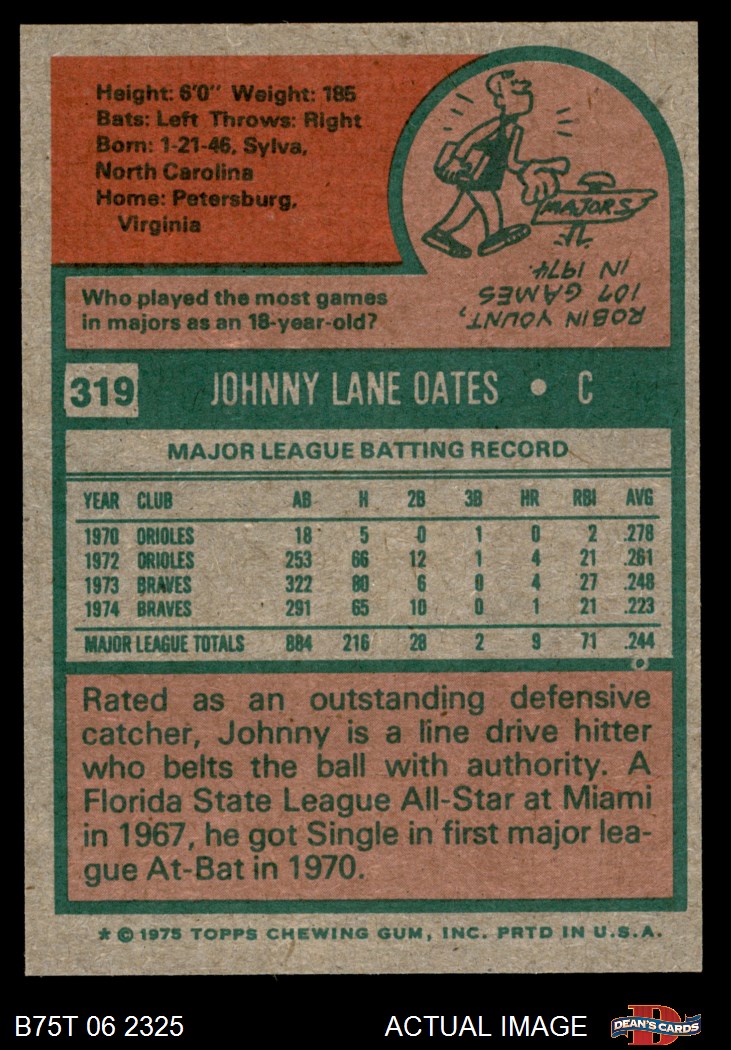 Height: 6'0" Weight: 185
Bats: Left Throws: Right
Born: 1-21-46, Sylva,
North Carolina
Home: Petersburg,
Virginia
MAJORS
Who played the most games
in majors as an 18-year-old?
ROBIN YOUNT,
107 GAMES
IN 1974.
319 JOHNNY LANE OATES • C
MAJOR LEAGUE BATTING RECORD
YEAR CLUB AB H 2B 3B HR RBI AVG
1970 ORIOLES 18 5 0 1 0 2 .278
1972 ORIOLES 253 66 12 1 4 21 .261
1973 BRAVES 322 80 6 0 4 27 .248
1974 BRAVES 291 65 10 0 1 21 .223
MAJOR LEAGUE TOTALS 884 216 28 2 9 71 .244
Rated as an outstanding defensive
catcher, Johnny is a line drive hitter
who belts the ball with authority. A
Florida State League All-Star at Miami
in 1967, he got Single in first major lea-
gue At-Bat in 1970.
* © 1975 TOPPS CHEWING GUM, INC. PRTD IN U.S.A.
B75T 06 2325 ACTUAL IMAGE D DEAN'S CARDS